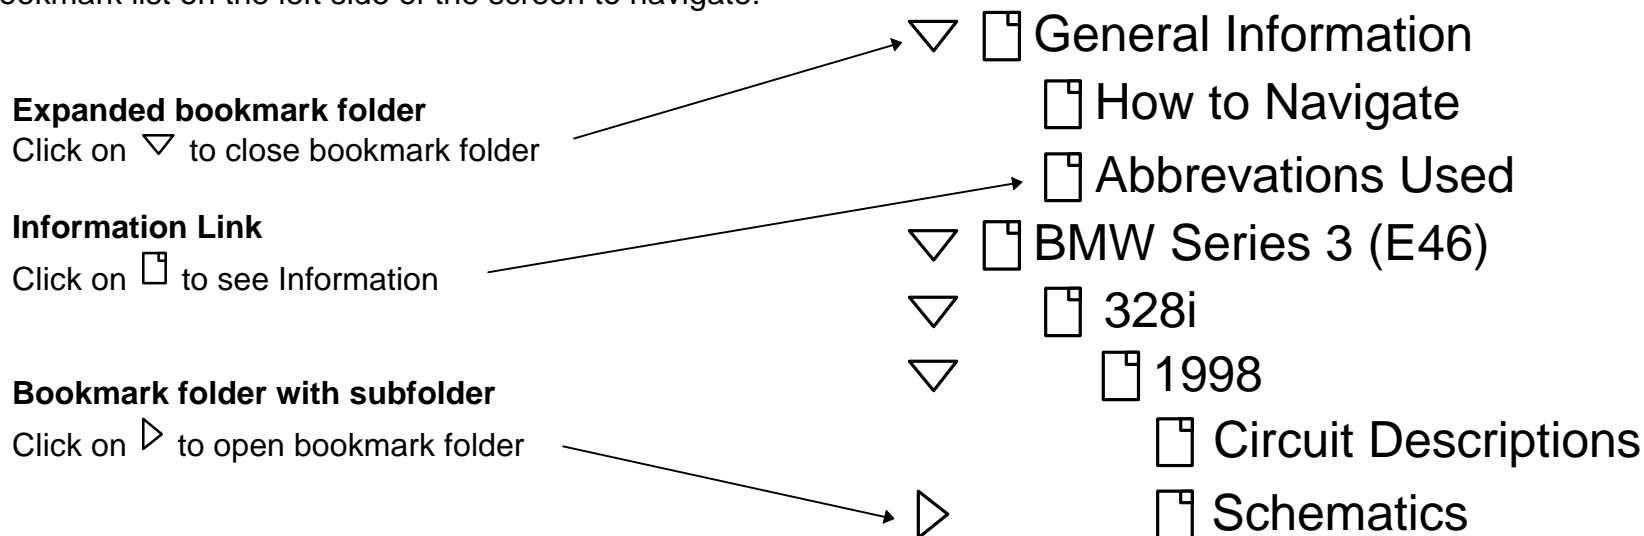 ookmark list on the left side of the screen to navigate.
Expanded bookmark folder
Click on ▽ to close bookmark folder
Information Link
Click on to see Information
Bookmark folder with subfolder
Click on ▷ to open bookmark folder
▽ General Information
How to Navigate
Abbrevations Used
▽ BMW Series 3 (E46)
▽ 328i
▽ 1998
Circuit Descriptions
▷ Schematics